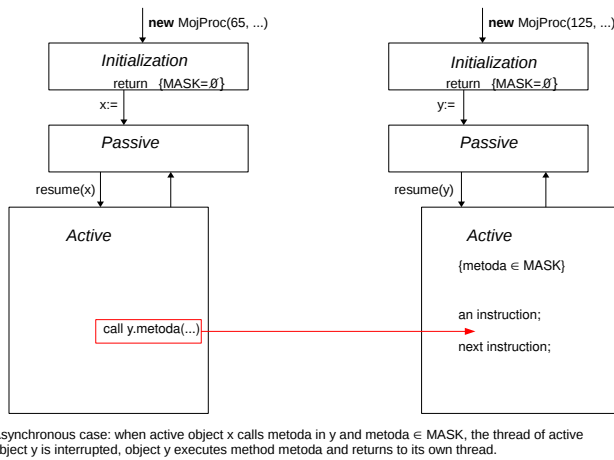 new MojProc(65, ...)
new MojProc(125, ...)
Initialization
return {MASK=∅}
Initialization
return {MASK=∅}
x:=
y:=
Passive
Passive
resume(x)
resume(y)
Active
Active
{metoda ∈ MASK}
an instruction;
call y.metoda(...)
next instruction;
synchronous case: when active object x calls metoda in y and metoda ∈ MASK, the thread of active
bject y is interrupted, object y executes method metoda and returns to its own thread.